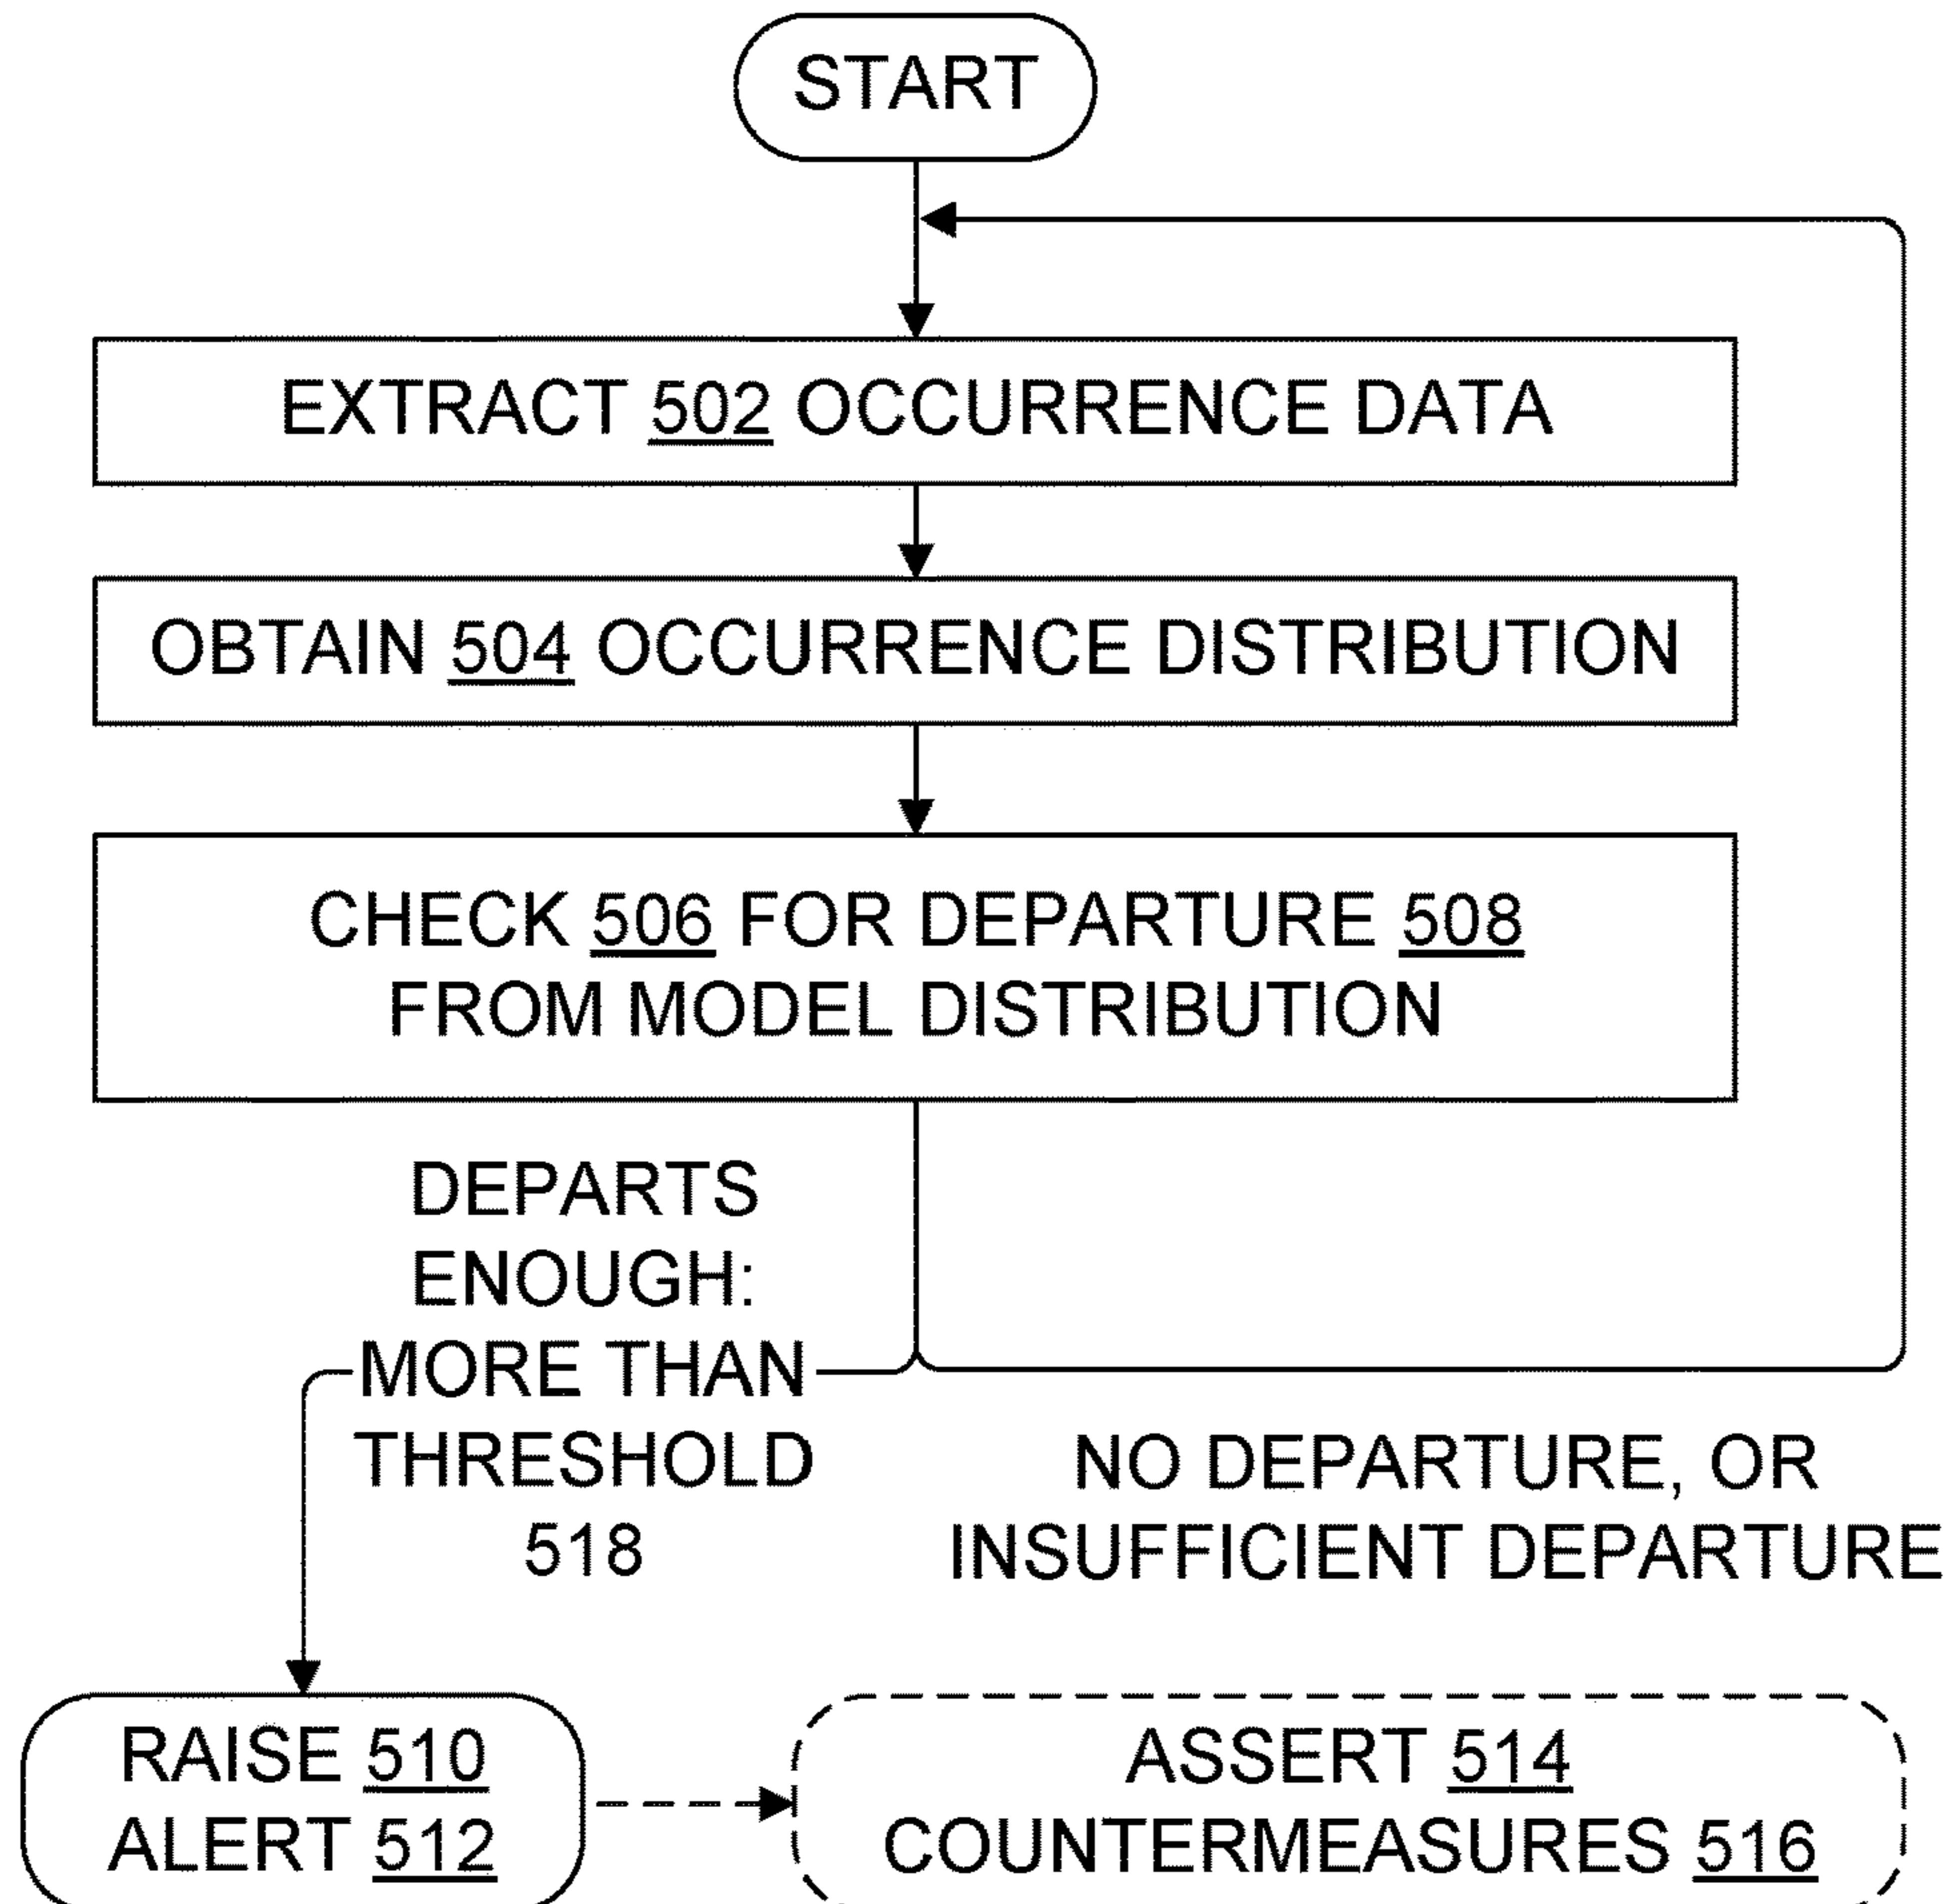 START
EXTRACT 502 OCCURRENCE DATA
OBTAIN 504 OCCURRENCE DISTRIBUTION
CHECK 506 FOR DEPARTURE 508
FROM MODEL DISTRIBUTION
DEPARTS
ENOUGH:
MORE THAN
THRESHOLD
518
NO DEPARTURE, OR
INSUFFICIENT DEPARTURE
RAISE 510
ALERT 512
ASSERT 514
COUNTERMEASURES 516